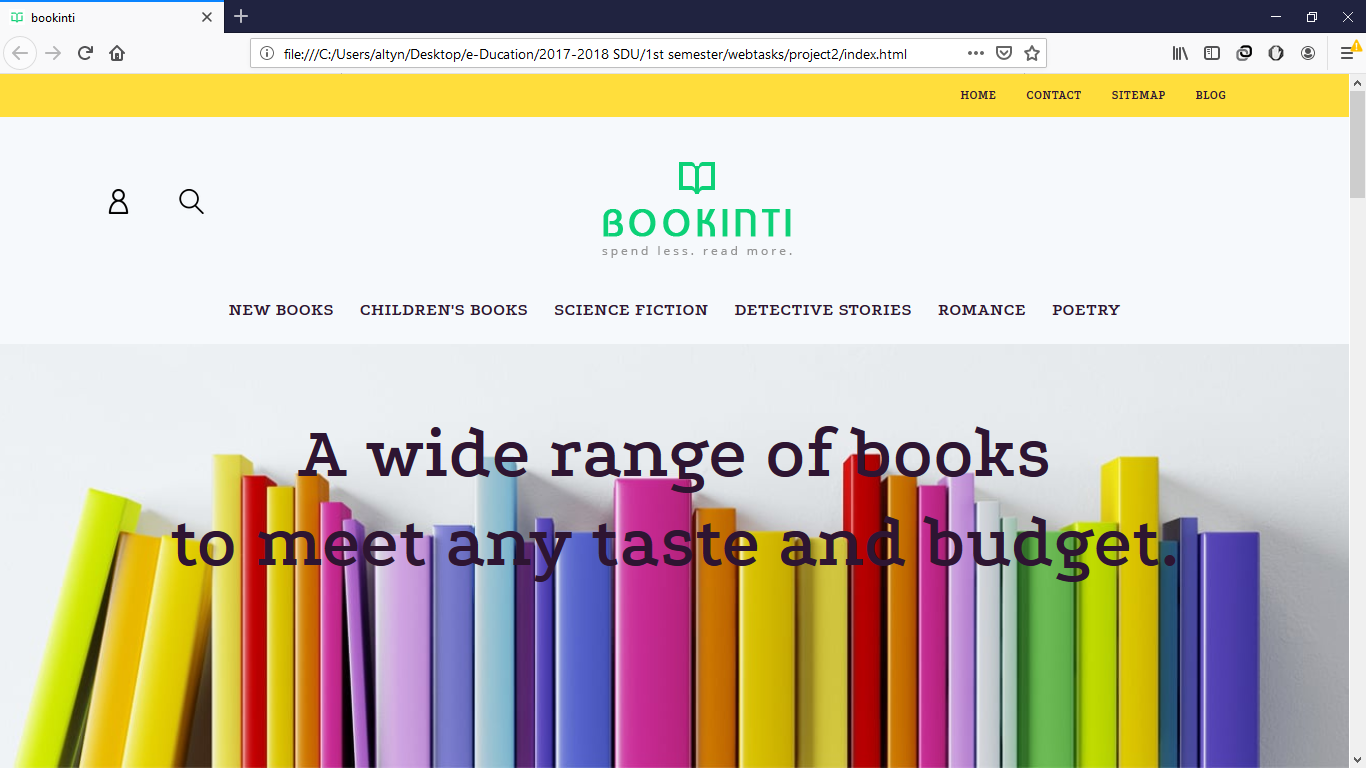 bookinti
file:///C:/Users/altyn/Desktop/e-Ducation/2017-2018 SDU/1st semester/webtasks/project2/index.html
HOME CONTACT SITEMAP BLOG
BOOKINTI
spend less. read more.
NEW BOOKS CHILDREN'S BOOKS SCIENCE FICTION DETECTIVE STORIES ROMANCE POETRY
A wide range of books
to meet any taste and budget.